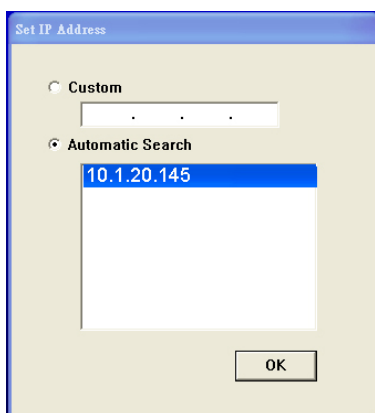 Set IP Address
Custom
. . .
Automatic Search
10.1.20.145
OK